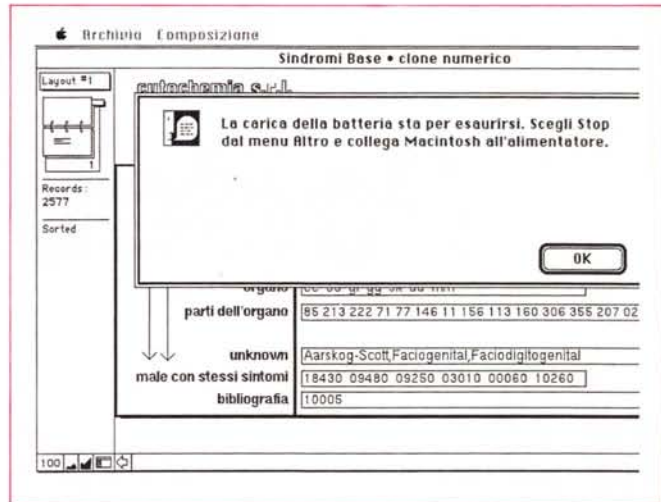 Archivio Composizione
Sindromi Base • clone numerico
Layout #1
cutochemia s.r.l.
La carica della batteria sta per esaurirsi. Scegli Stop
dal menu Altro e collega Macintosh all'alimentatore.
1
Records:
2577
Sorted
OK
organo
parti dell'organo 85 213 222 71 77 146 11 156 113 160 306 355 207 02
unknown Aarskog-Scott,Faciogenital,Faciodigitogenital
male con stessi sintomi 18430 09480 09250 03010 00060 10260
bibliografia 10005
100